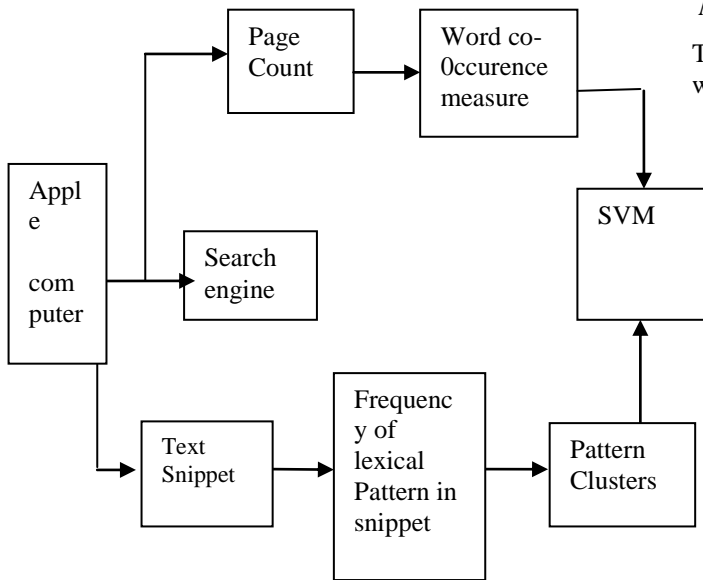 Page
Count
Word co-
0ccurence
measure
Appl
e
com
puter
Search
engine
SVM
Text
Snippet
Frequenc
y of
lexical
Pattern in
snippet
Pattern
Clusters